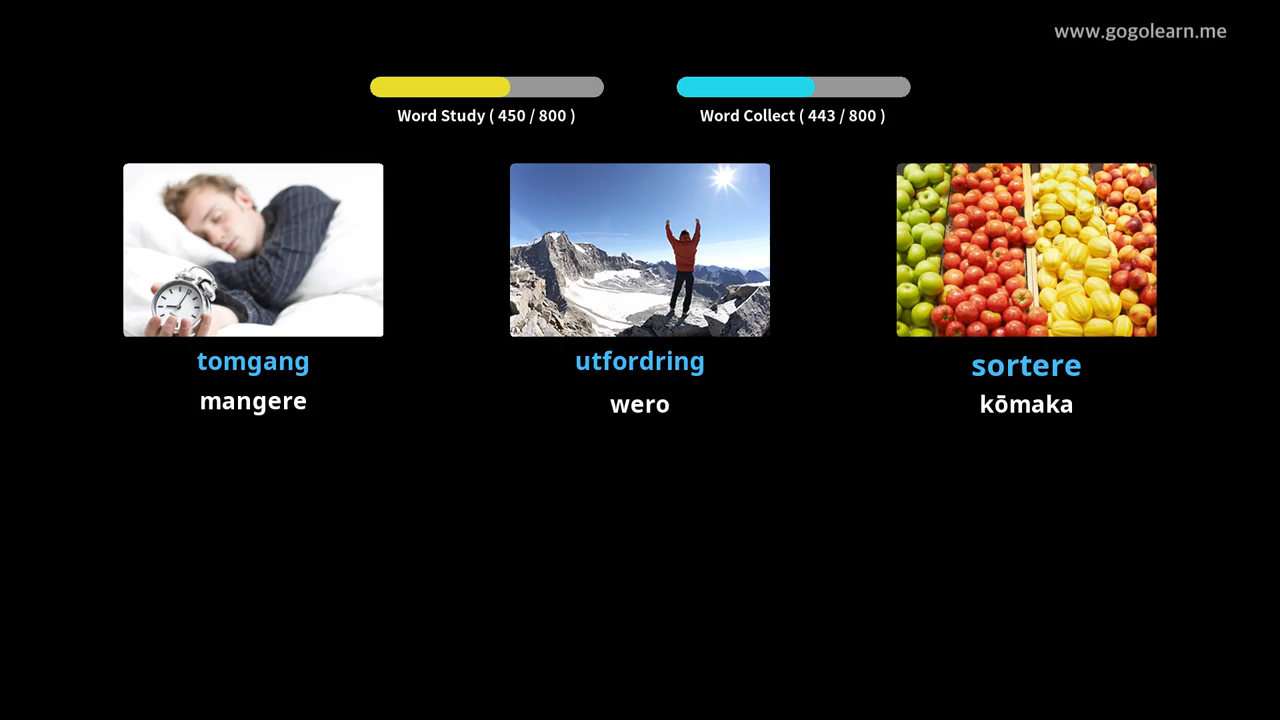 www.gogolearn.me
Word Study ( 450 / 800 )
Word Collect ( 443 / 800 )
tomgang
utfordring
sortere
mangere
wero
kōmaka